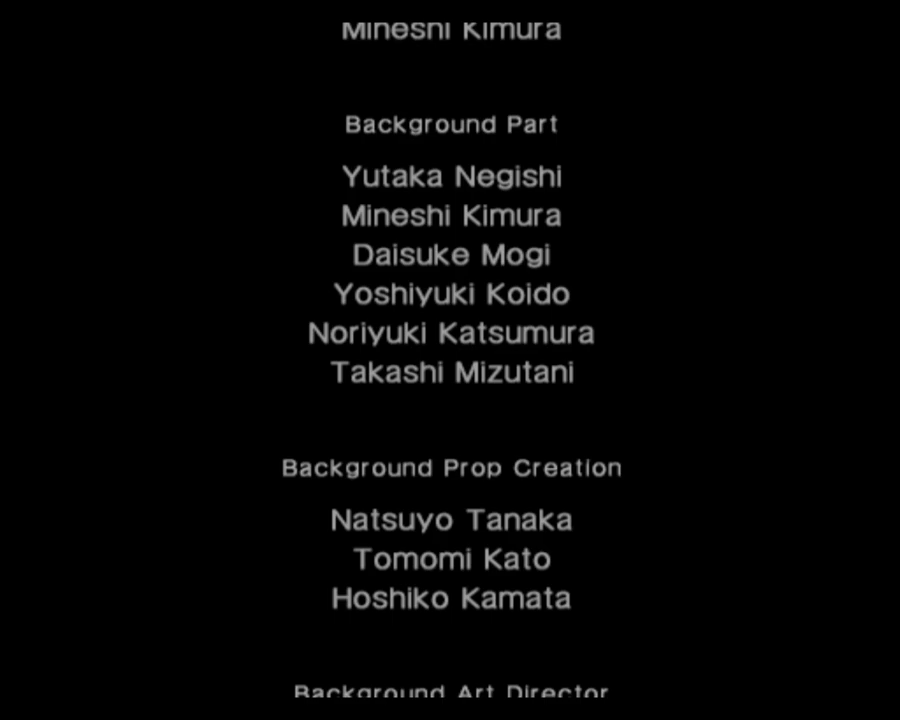 Mineshi Kimura
Background Part
Yutaka Negishi
Mineshi Kimura
Daisuke Mogi
Yoshiyuki Koido
Noriyuki Katsumura
Takashi Mizutani
Background Prop Creation
Natsuyo Tanaka
Tomomi Kato
Hoshiko Kamata
Background Art Director